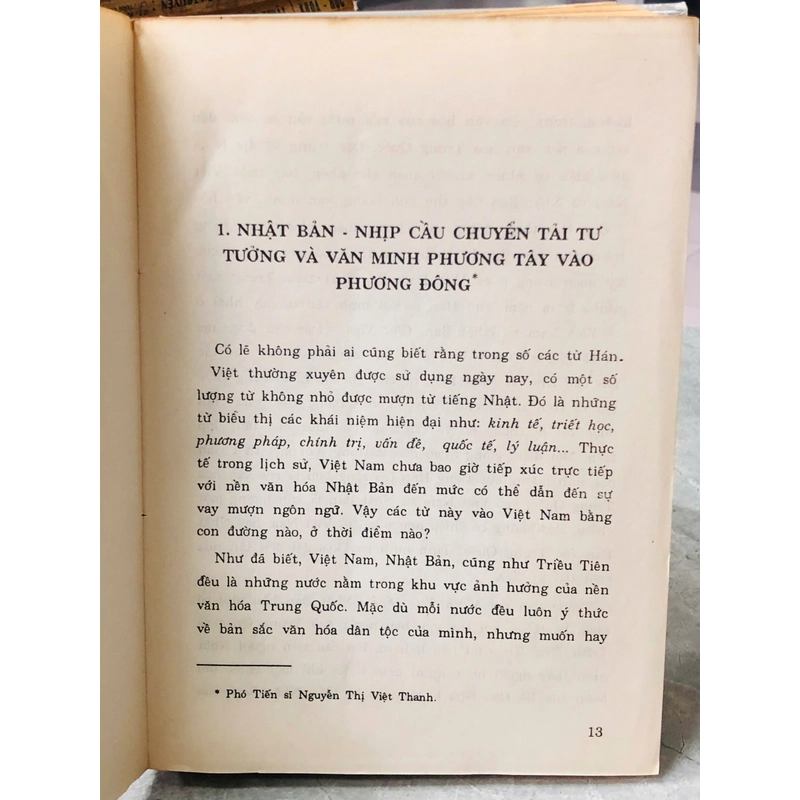 1. NHẬT BẢN - NHỊP CẦU CHUYỂN TẢI TƯ
TƯỞNG VÀ VĂN MINH PHƯƠNG TÂY VÀO
PHƯƠNG ĐÔNG*
Có lẽ không phải ai cũng biết rằng trong số các từ Hán-
Việt thường xuyên được sử dụng ngày nay, có một số
lượng từ không nhỏ được mượn từ tiếng Nhật. Đó là những
từ biểu thị các khái niệm hiện đại như: kinh tế, triết học,
phương pháp, chính trị, vấn đề, quốc tế, lý luận... Thực
tế trong lịch sử, Việt Nam chưa bao giờ tiếp xúc trực tiếp
với nền văn hóa Nhật Bản đến mức có thể dẫn đến sự
vay mượn ngôn ngữ. Vậy các từ này vào Việt Nam bằng
con đường nào, ở thời điểm nào?
Như đã biết, Việt Nam, Nhật Bản, cũng như Triều Tiên
đều là những nước nằm trong khu vực ảnh hưởng của nền
văn hóa Trung Quốc. Mặc dù mỗi nước đều luôn ý thức
về bản sắc văn hóa dân tộc của mình, nhưng muốn hay
* Phó Tiến sĩ Nguyễn Thị Việt Thanh.
13